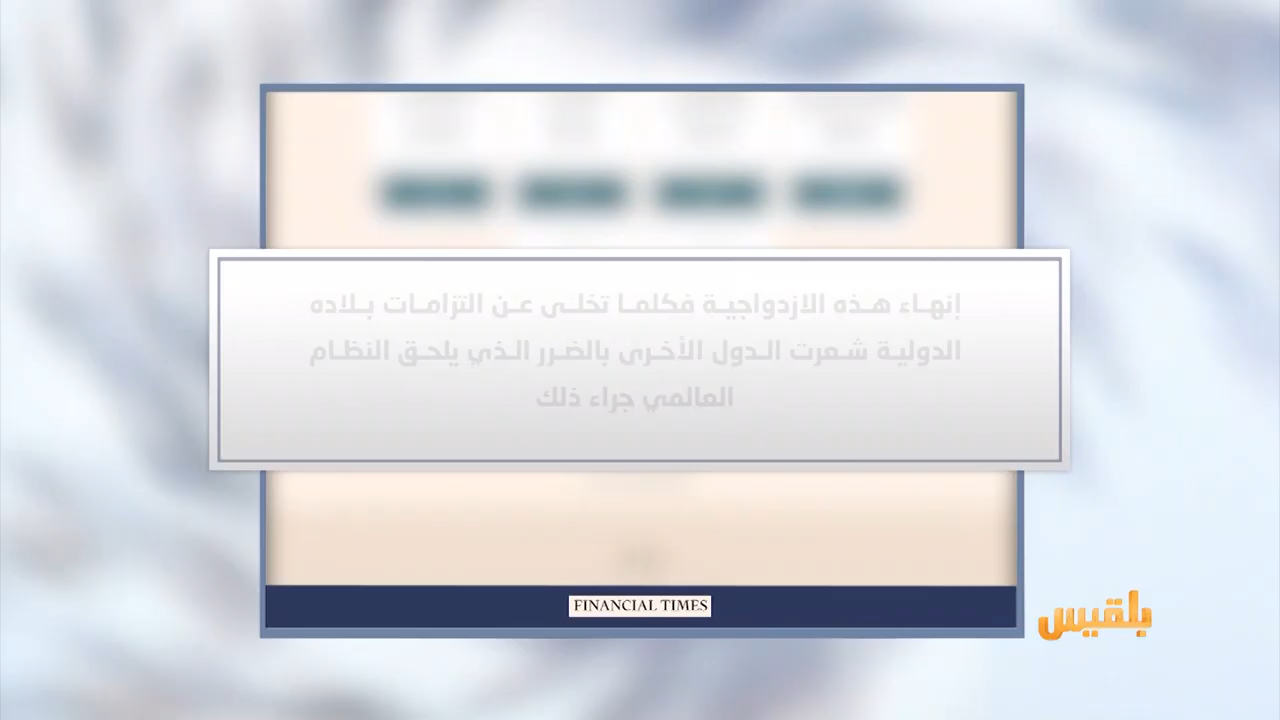 إنهاء هذه الازدواجية فكلما تخلى عن التزامات بلاده
الدولية شعرت الدول الأخرى بالضرر الذي يلحق النظام
العالمي جراء ذلك
FINANCIAL TIMES
بلقيس